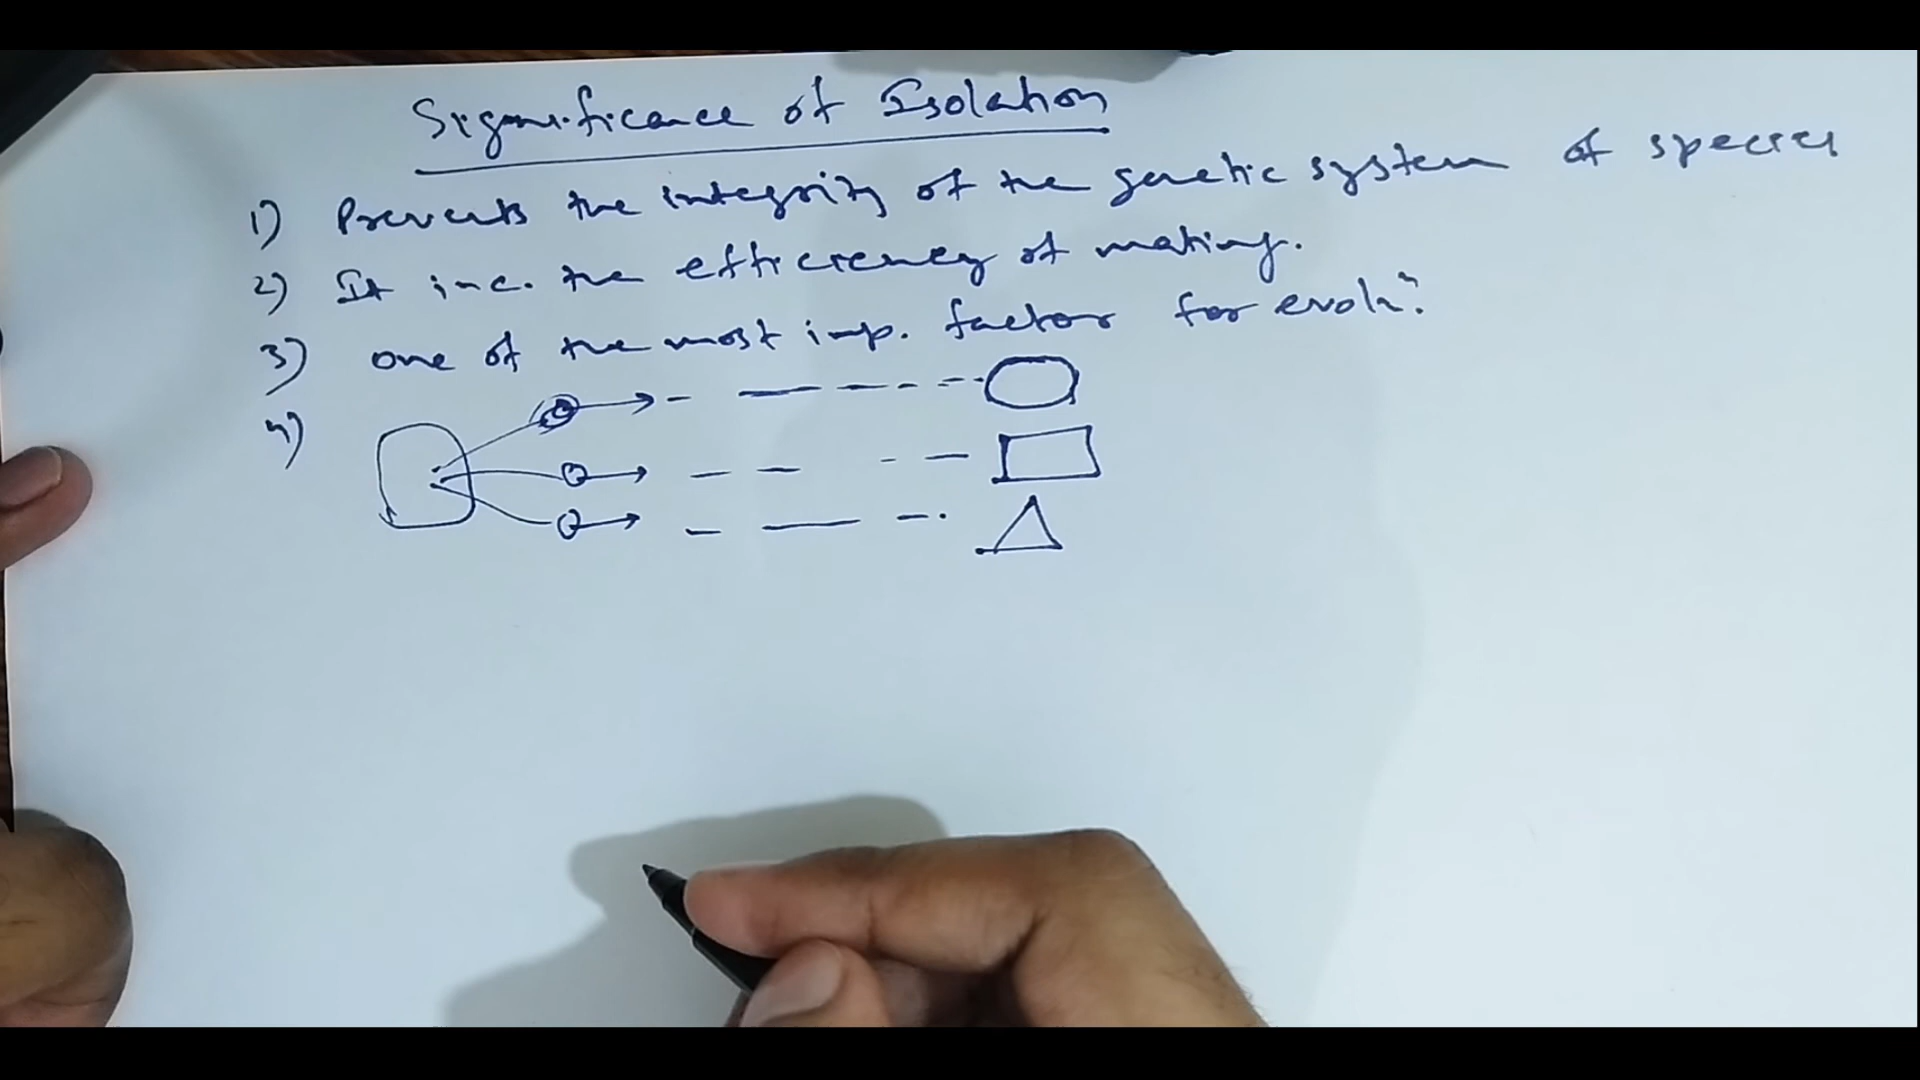 Significance of Isolation
1) Prevents the integrity of the genetic system of species
2) It inc. the efficiency of mating.
3) one of the most imp. factor for evoln.
4)